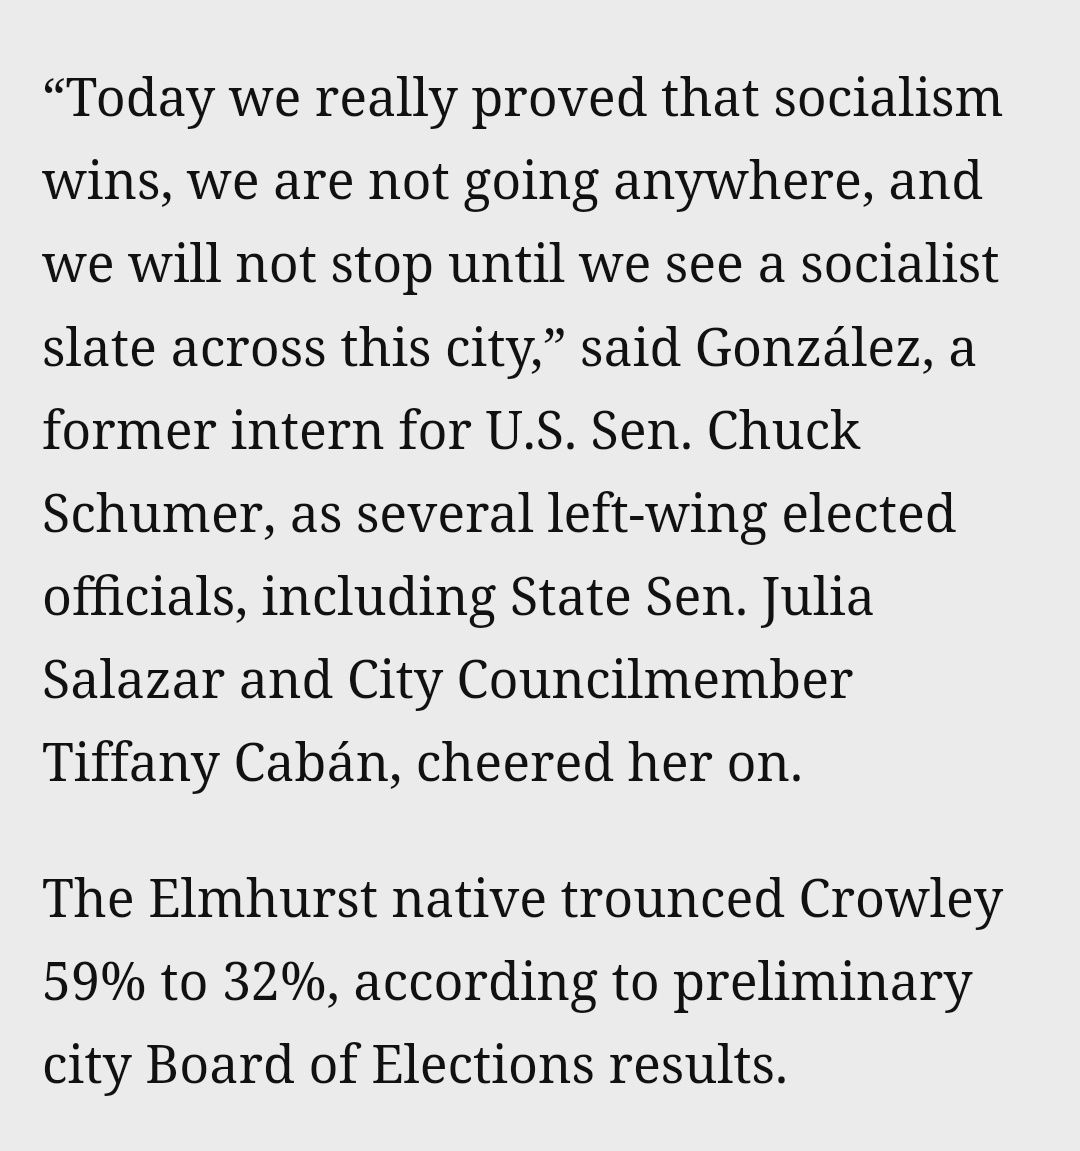 “Today we really proved that socialism
wins, we are not going anywhere, and
we will not stop until we see a socialist
slate across this city,” said González, a
former intern for U.S. Sen. Chuck
Schumer, as several left-wing elected
officials, including State Sen. Julia
Salazar and City Councilmember
Tiffany Cabán, cheered her on.
The Elmhurst native trounced Crowley
59% to 32%, according to preliminary
city Board of Elections results.